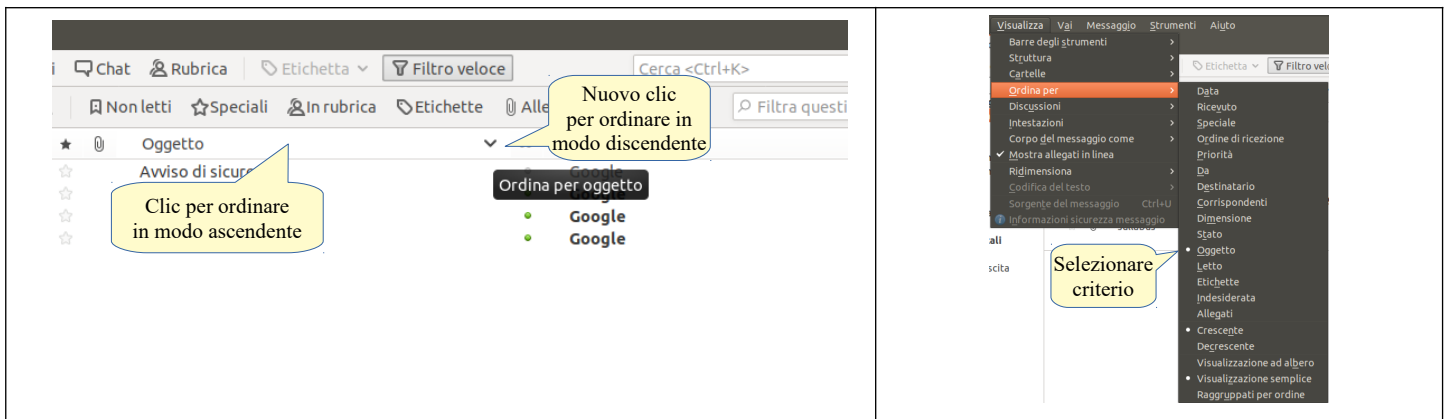 Chat Rubrica Etichetta Filtro veloce Cerca <Ctrl+K>
Non letti Speciali In rubrica Etichette Alle Filtra questi
Nuovo clic
per ordinare in
modo discendente
Oggetto
Avviso di sicure
Google
Ordina per oggetto
Google
Clic per ordinare
in modo ascendente
Google
Google
Visualizza Vai Messaggio Strumenti Aiuto
Barre degli strumenti
Struttura
Cartelle
Ordina per
Discussioni
Intestazioni
Corpo del messaggio come
Mostra allegati in linea
Ridimensiona
Codifica del testo
Sorgente del messaggio Ctrl+U
Informazioni sicurezza messaggio
Etichetta Filtro velo
Data
Ricevuto
Speciale
Ordine di ricezione
Priorità
Da
Destinatario
Corrispondenti
Dimensione
Stato
Oggetto
Letto
Etichette
Indesiderata
Allegati
Crescente
Decrescente
Visualizzazione ad albero
Visualizzazione semplice
Raggruppati per ordine
ali
scita
Selezionare
criterio